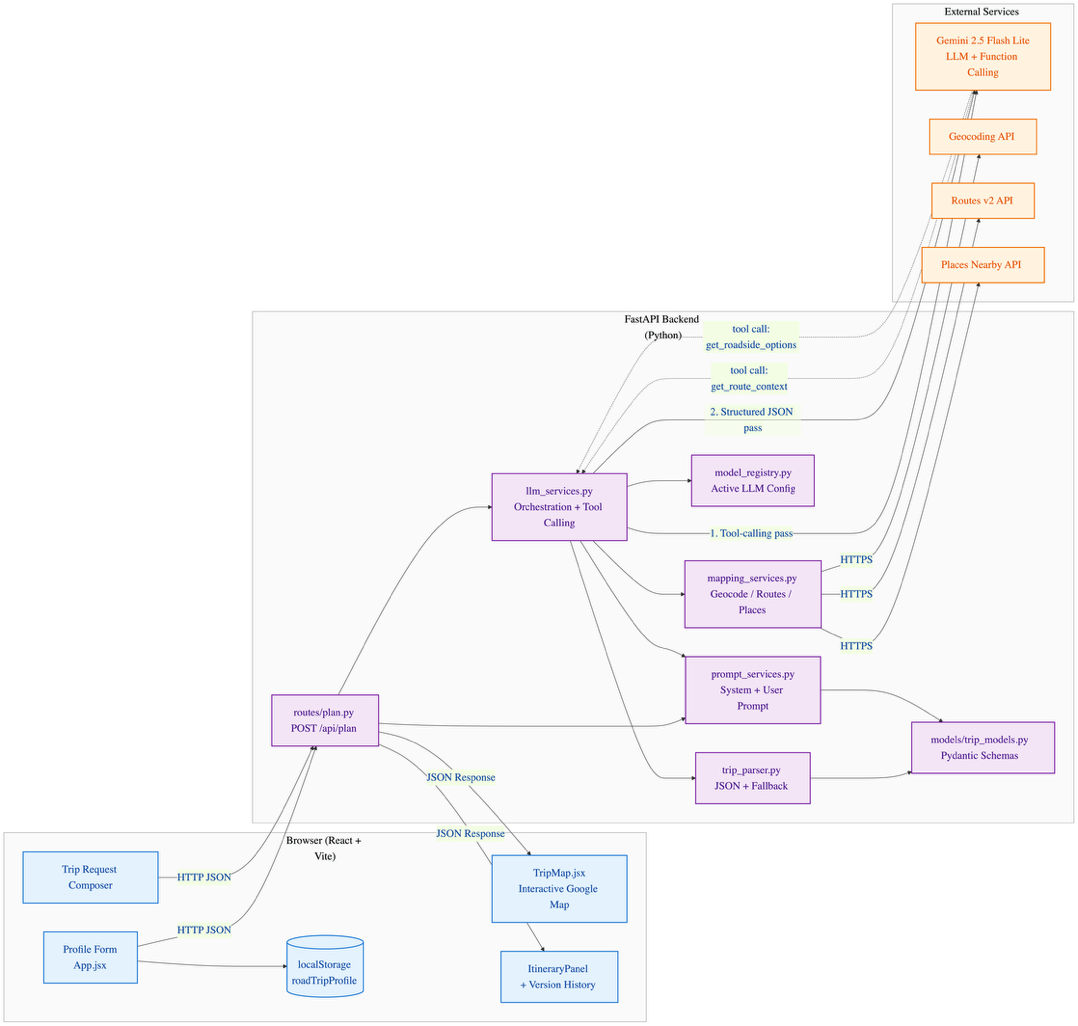 External Services
Gemini 2.5 Flash Lite
LLM + Function
Calling
Geocoding API
Routes v2 API
Places Nearby API
FastAPI Backend
(Python)
tool call:
get_roadside_options
tool call:
get_route_context
2. Structured JSON
pass
model_registry.py
Active LLM Config
llm_services.py
Orchestration + Tool
Calling
1. Tool-calling pass
HTTPS
mapping_services.py
Geocode / Routes /
Places
HTTPS
HTTPS
prompt_services.py
System + User
Prompt
routes/plan.py
POST /api/plan
models/trip_models.py
Pydantic Schemas
trip_parser.py
JSON + Fallback
JSON Response
JSON Response
Browser (React +
Vite)
Trip Request
Composer
HTTP JSON
TripMap.jsx
Interactive Google
Map
HTTP JSON
Profile Form
App.jsx
localStorage
roadTripProfile
ItineraryPanel
+ Version History